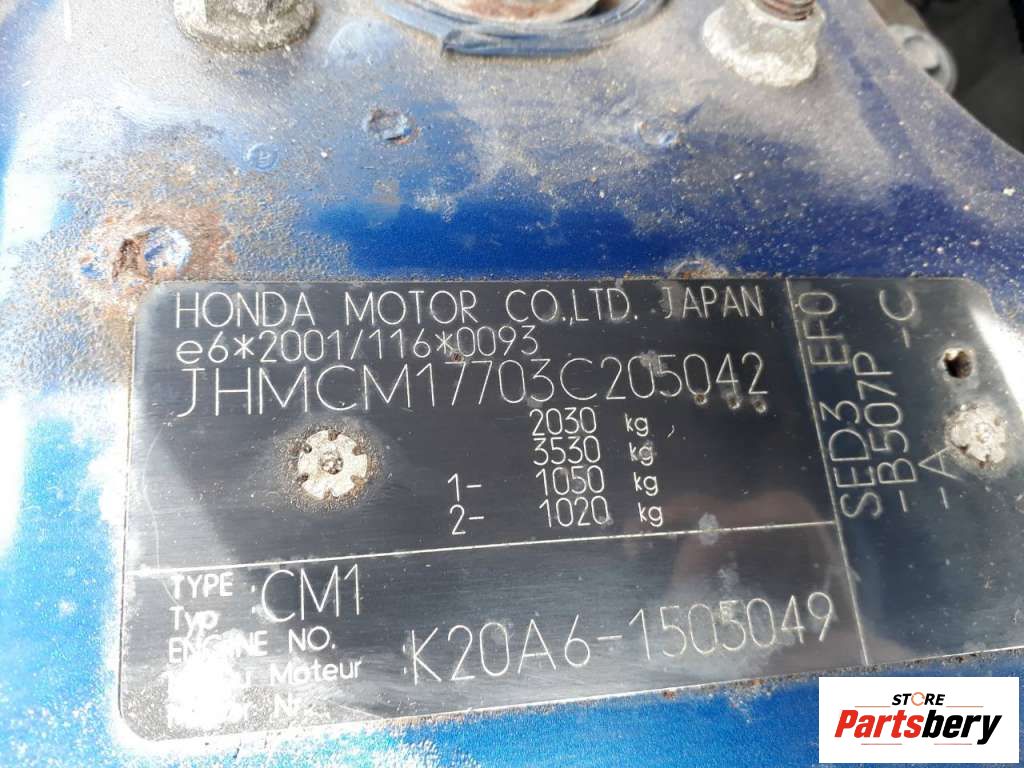 HONDA MOTOR CO.,LTD. JAPAN
e6*2001/116*0093
JHMCM17703C205042
2030 kg
3530 kg
1- 1050 kg
2- 1020 kg
TYPE : CM1
Typ
ENGINE NO.
Moteur : K20A6-1505049
SED3 EF0
-B507P -C
-A
STORE
Partsbery